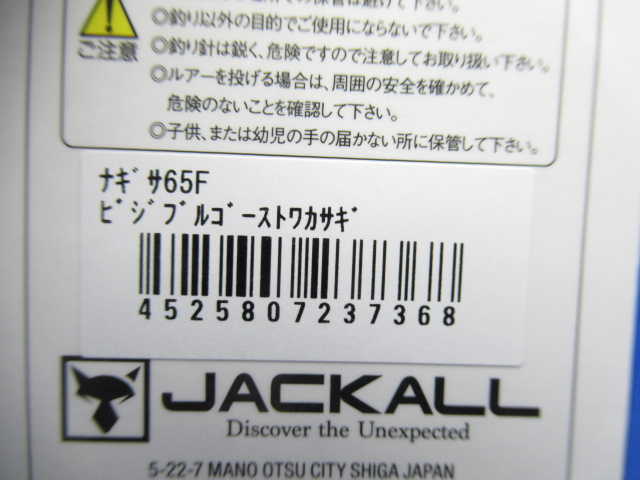 ◎釣り以外の目的でご使用にならないで下さい。
ご注意
◎釣り針は鋭く、危険ですので注意してお取り扱い下さい。
◎ルアーを投げる場合は、周囲の安全を確かめて、
危険のないことを確認して下さい。
◎子供、または幼児の手の届かない所に保管して下さい。
ﾅｷﾞｻ65F
ﾋﾞｼﾞﾌﾞﾙｺﾞｰｽﾄﾜｶｻｷﾞ
4525807237368
JACKALL
Discover the Unexpected
5-22-7 MANO OTSU CITY SHIGA JAPAN